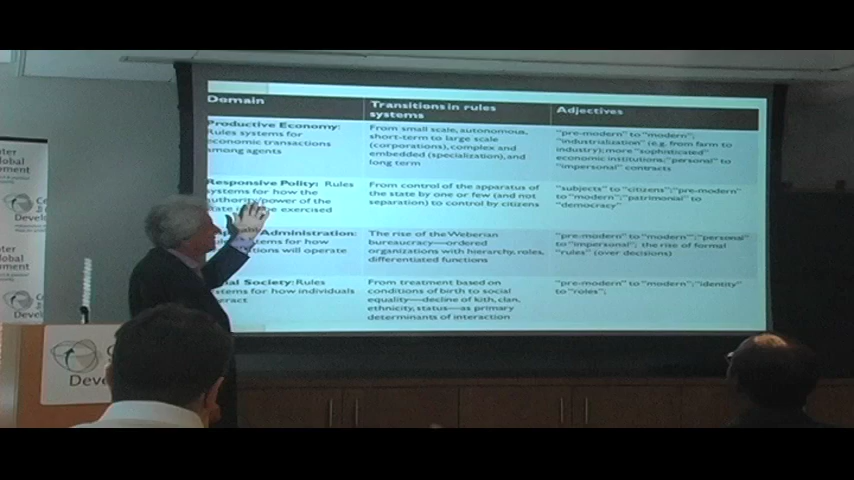 Domain
Transitions in rules
systems
Adjectives
Productive Economy:
Rules systems for
economic transactions
among agents
From small scale, autonomous,
short-term to large scale
(corporations), complex and
embedded (specialization), and
long term
"pre-modern" to "modern";
"industrialization" (e.g. from farm to
industry); more "sophisticated"
economic institutions; "personal" to
"impersonal" contracts
Responsive Polity: Rules
systems for how the
authority/power of the
state exercised
From control of the apparatus of
the state by one or few (and not
separation) to control by citizens
"subjects" to "citizens"; "pre-modern"
to "modern"; "patrimonial" to
"democracy"
Administration:
systems for how
will operate
The rise of the Weberian
bureaucracy—ordered
organizations with hierarchy, roles,
differentiated functions
"pre-modern" to "modern"; "personal"
to "impersonal"; the rise of formal
"rules" (over decisions)
Society: Rules
systems for how individuals
From treatment based on
conditions of birth to social
equality—decline of kith, clan,
ethnicity, status—as primary
determinants of interaction
"pre-modern" to "modern"; "identity"
to "roles";